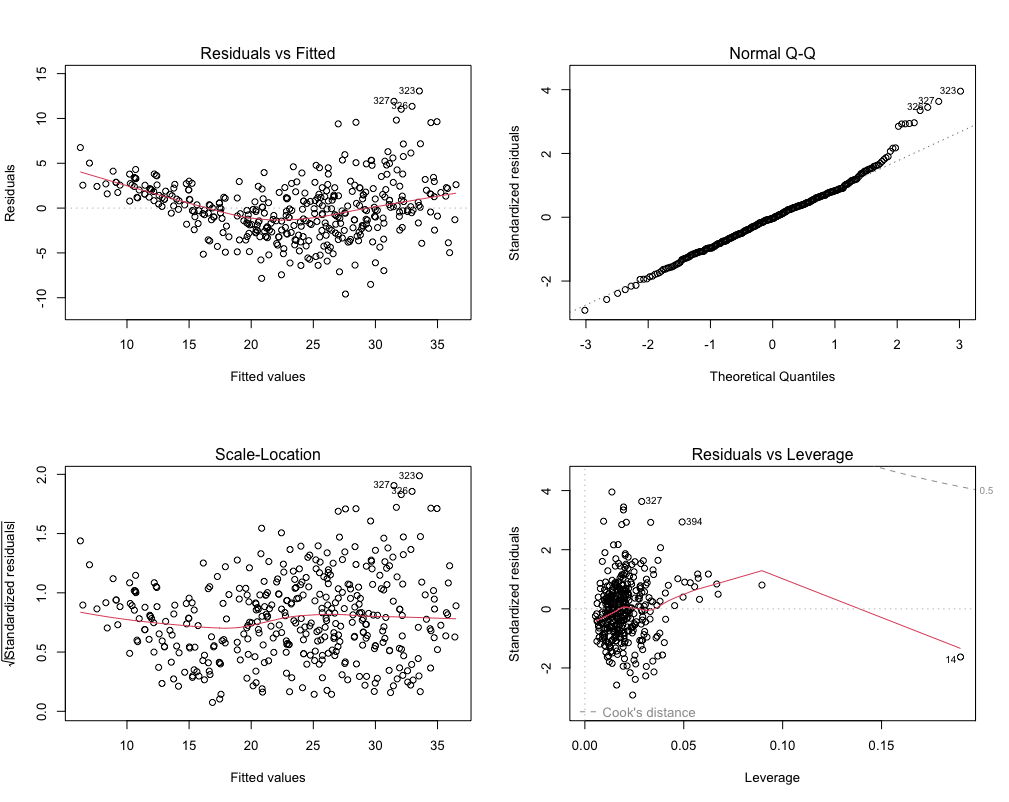 Residuals vs Fitted
Residuals
15
10
5
0
-5
-10
323
327
326
10 15 20 25 30 35
Fitted values
Normal Q-Q
Standardized residuals
4
2
0
-2
323
327
326
-3 -2 -1 0 1 2 3
Theoretical Quantiles
Scale-Location
√|Standardized residuals|
2.0
1.5
1.0
0.5
0.0
323
327
326
10 15 20 25 30 35
Fitted values
Residuals vs Leverage
Standardized residuals
4
2
0
-2
0.5
327
394
14
Cook's distance
0.00 0.05 0.10 0.15
Leverage